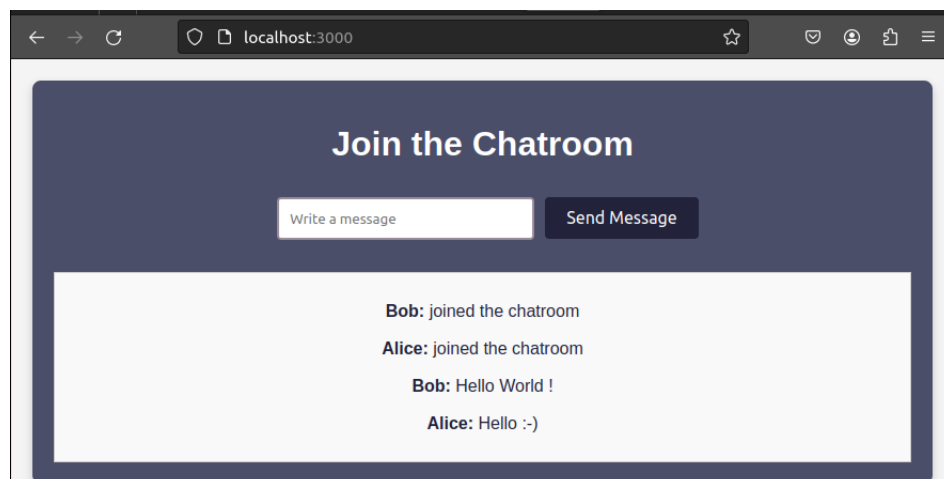 localhost:3000
Join the Chatroom
Write a message
Send Message
Bob: joined the chatroom
Alice: joined the chatroom
Bob: Hello World !
Alice: Hello :-)